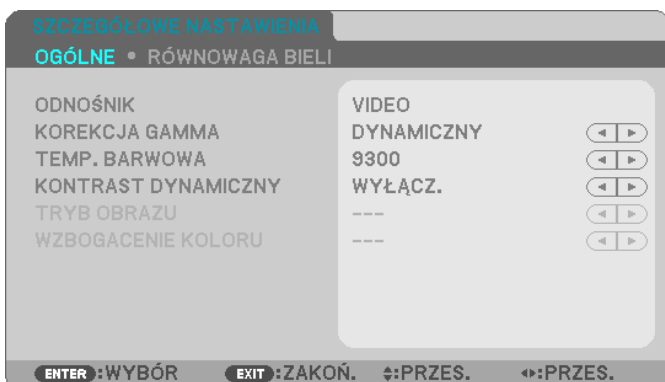 SZCZEGÓŁOWE NASTAWIENIA
OGÓLNE • RÓWNOWAGA BIELI
ODNOŚNIK VIDEO
KOREKCJA GAMMA DYNAMICZNY
TEMP. BARWOWA 9300
KONTRAST DYNAMICZNY WYŁĄCZ.
TRYB OBRAZU ---
WZBOGACENIE KOLORU ---
ENTER :WYBÓR EXIT :ZAKOŃ. :PRZES. :PRZES.